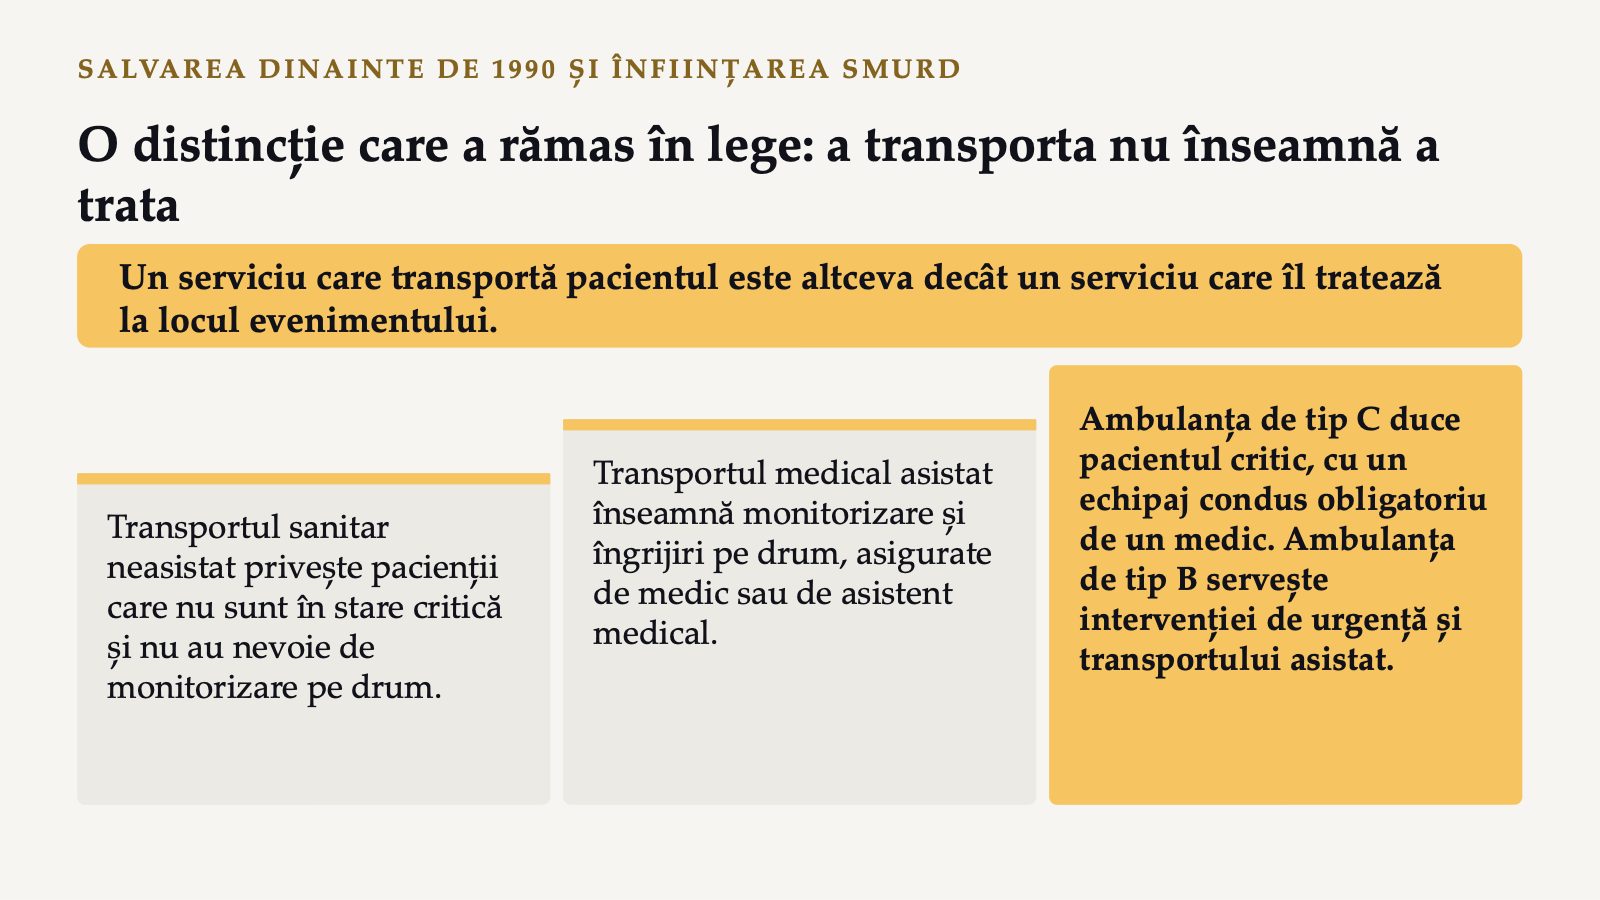 SALVAREA DINAINTE DE 1990 ȘI ÎNFIINȚAREA SMURD
O distincție care a rămas în lege: a transporta nu înseamnă a
trata
Un serviciu care transportă pacientul este altceva decât un serviciu care îl tratează
la locul evenimentului.
Transportul sanitar
neasistat privește pacienții
care nu sunt în stare critică
și nu au nevoie de
monitorizare pe drum.
Transportul medical asistat
înseamnă monitorizare și
îngrijiri pe drum, asigurate
de medic sau de asistent
medical.
Ambulanța de tip C duce
pacientul critic, cu un
echipaj condus obligatoriu
de un medic. Ambulanța
de tip B servește
intervenției de urgență și
transportului asistat.